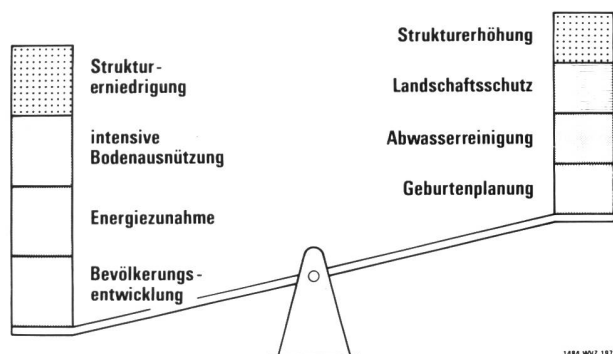 Struktur-
erniedrigung
intensive
Bodenausnützung
Energiezunahme
Bevölkerungs-
entwicklung
Strukturerhöhung
Landschaftsschutz
Abwasserreinigung
Geburtenplanung